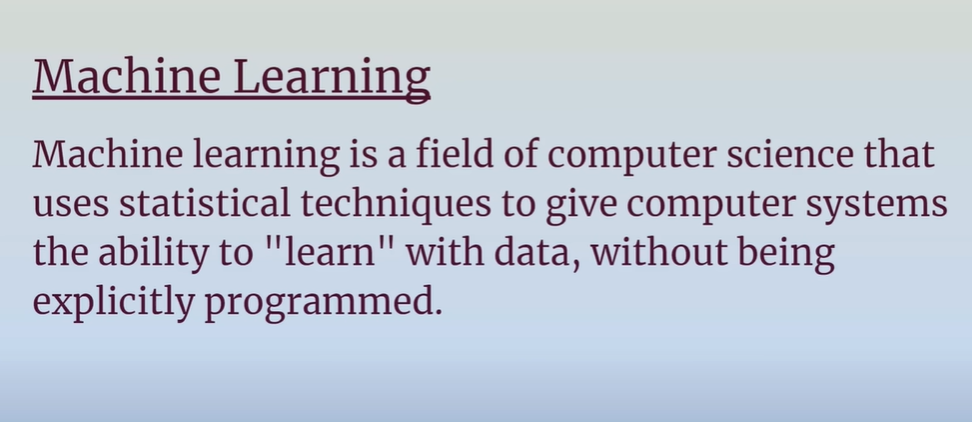 Machine Learning
Machine learning is a field of computer science that
uses statistical techniques to give computer systems
the ability to "learn" with data, without being
explicitly programmed.